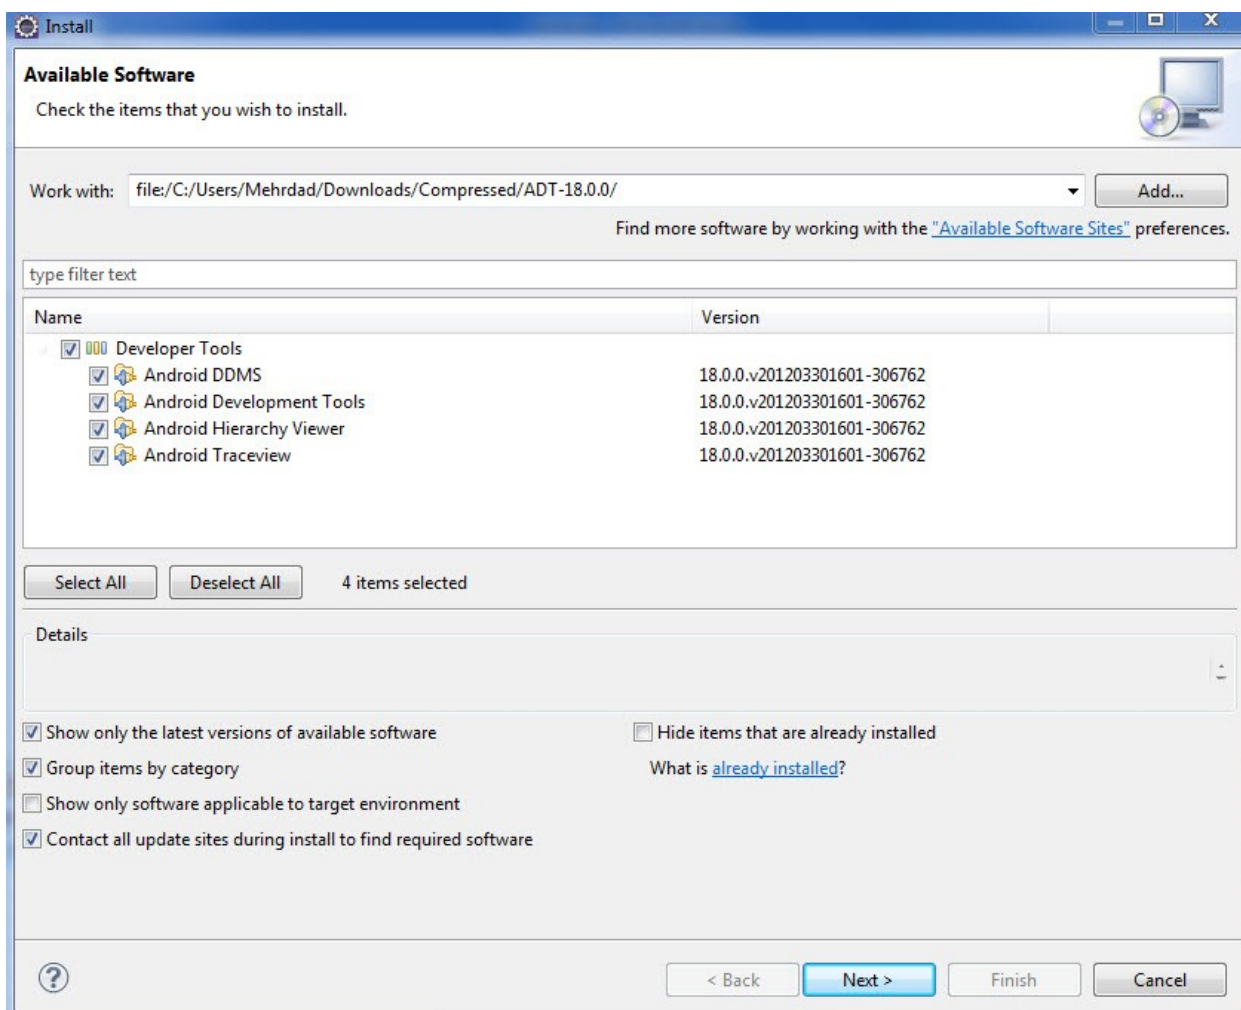 Install
Available Software
Check the items that you wish to install.
Work with: file:/C:/Users/Mehrdad/Downloads/Compressed/ADT-18.0.0/ Add...
Find more software by working with the "Available Software Sites" preferences.
type filter text
Name Version
Developer Tools
Android DDMS 18.0.0.v201203301601-306762
Android Development Tools 18.0.0.v201203301601-306762
Android Hierarchy Viewer 18.0.0.v201203301601-306762
Android Traceview 18.0.0.v201203301601-306762
Select All Deselect All 4 items selected
Details
Show only the latest versions of available software Hide items that are already installed
Group items by category What is already installed?
Show only software applicable to target environment
Contact all update sites during install to find required software
? < Back Next > Finish Cancel